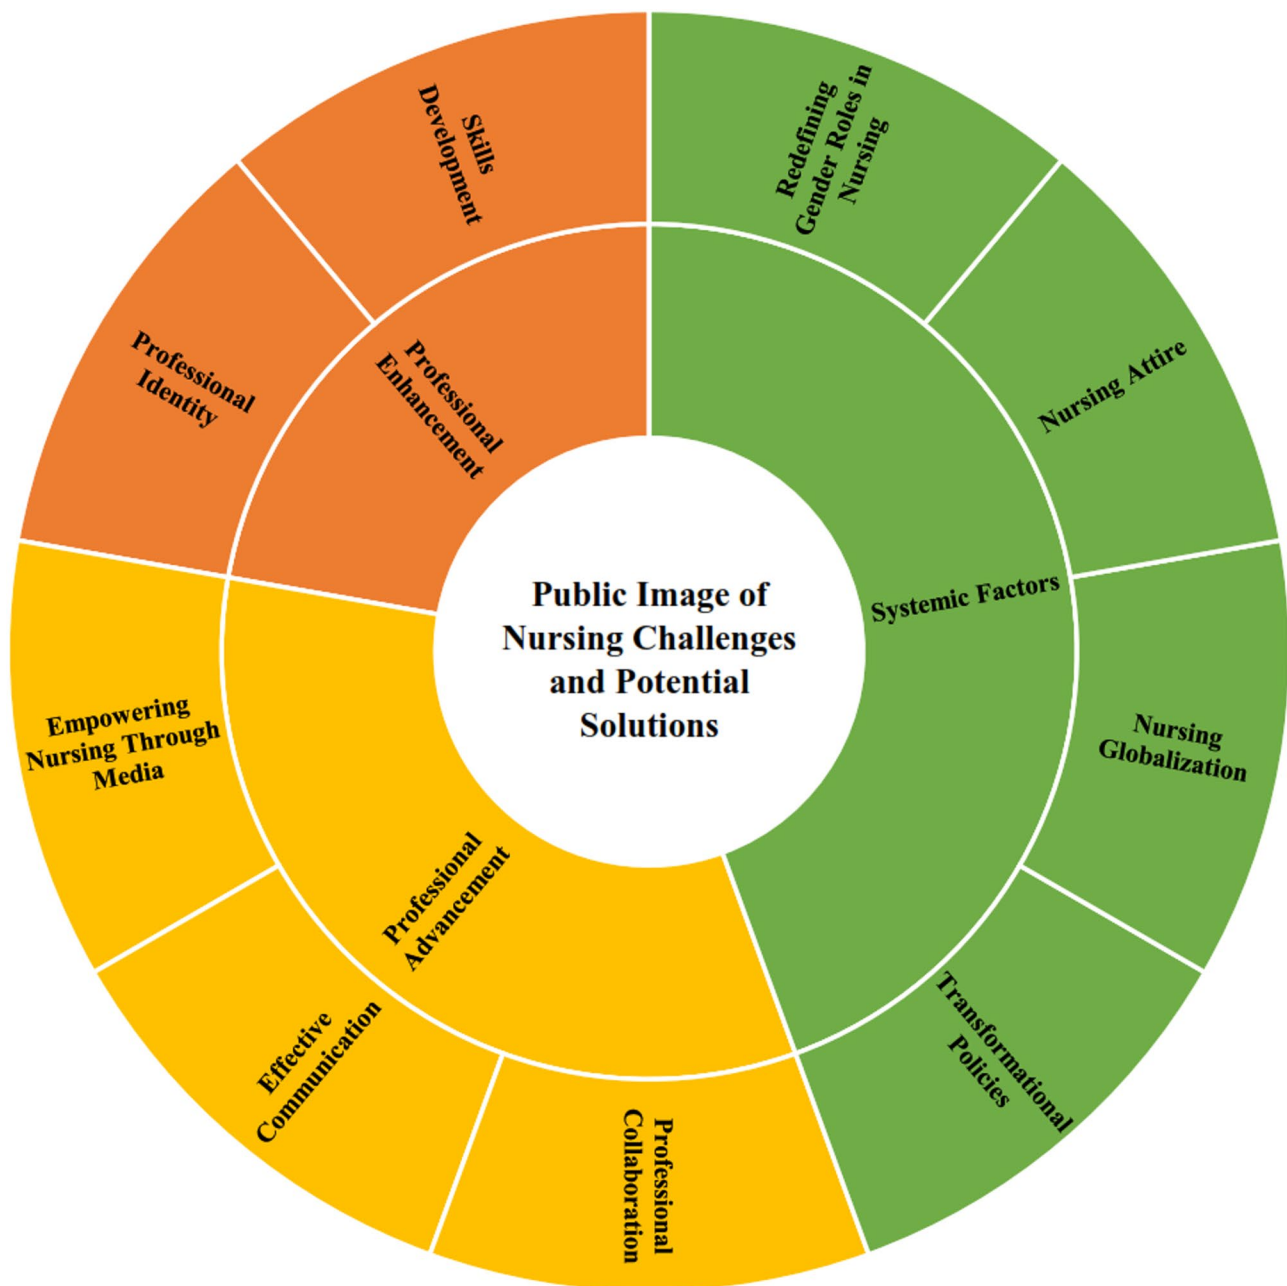 Public Image of
Nursing Challenges
and Potential
Solutions
Systemic Factors
Redefining
Gender Roles in
Nursing
Nursing Attire
Nursing
Globalization
Transformational
Policies
Professional
Advancement
Professional
Collaboration
Effective
Communication
Empowering
Nursing Through
Media
Professional
Enhancement
Professional
Identity
Skills
Development